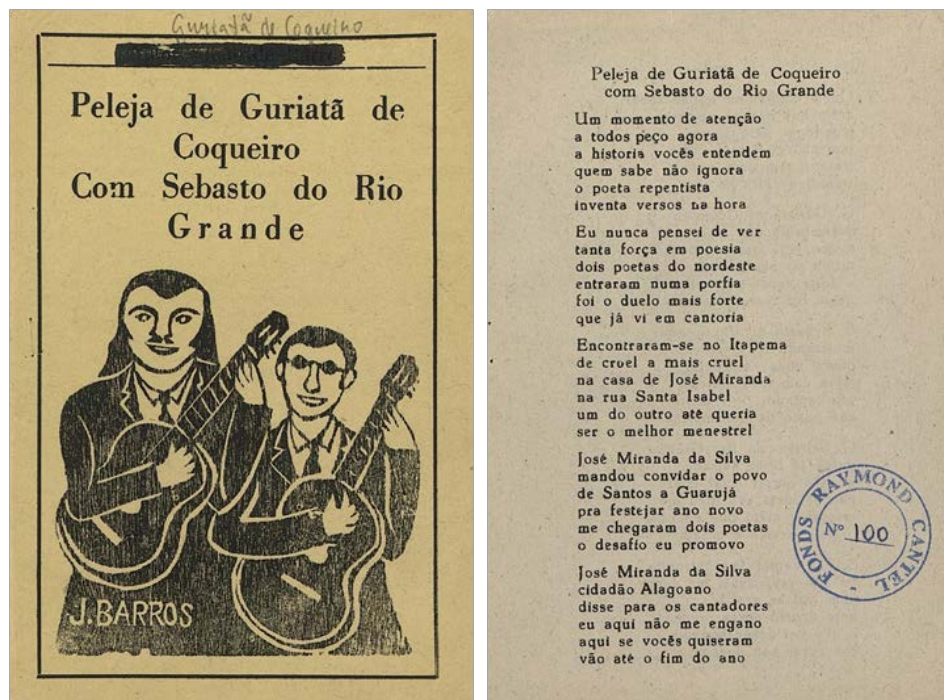 Guriatã de Coqueiro
Peleja de Guriatã de
Coqueiro
Com Sebasto do Rio
Grande
J.BARROS
Peleja de Guriatã de Coqueiro
com Sebasto do Rio Grande
Um momento de atenção
a todos peço agora
a historia vocês entendem
quem sabe não ignora
o poeta repentista
inventa versos na hora
Eu nunca pensei de ver
tanta força em poesia
dois poetas do nordeste
entraram numa porfia
foi o duelo mais forte
que já vi em cantoria
Encontraram-se no Itapema
de cruel a mais cruel
na casa de José Miranda
na rua Santa Isabel
um do outro até queria
ser o melhor menestrel
José Miranda da Silva
mandou convidar o povo
de Santos a Guarujá
pra festejar ano novo
me chegaram dois poetas
o desafio eu promovo
José Miranda da Silva
cidadão Alagoano
disse para os cantadores
eu aqui não me engano
aqui se vocês quiseram
vão até o fim do ano
FONDS RAYMOND CANTEL -
Nº 100